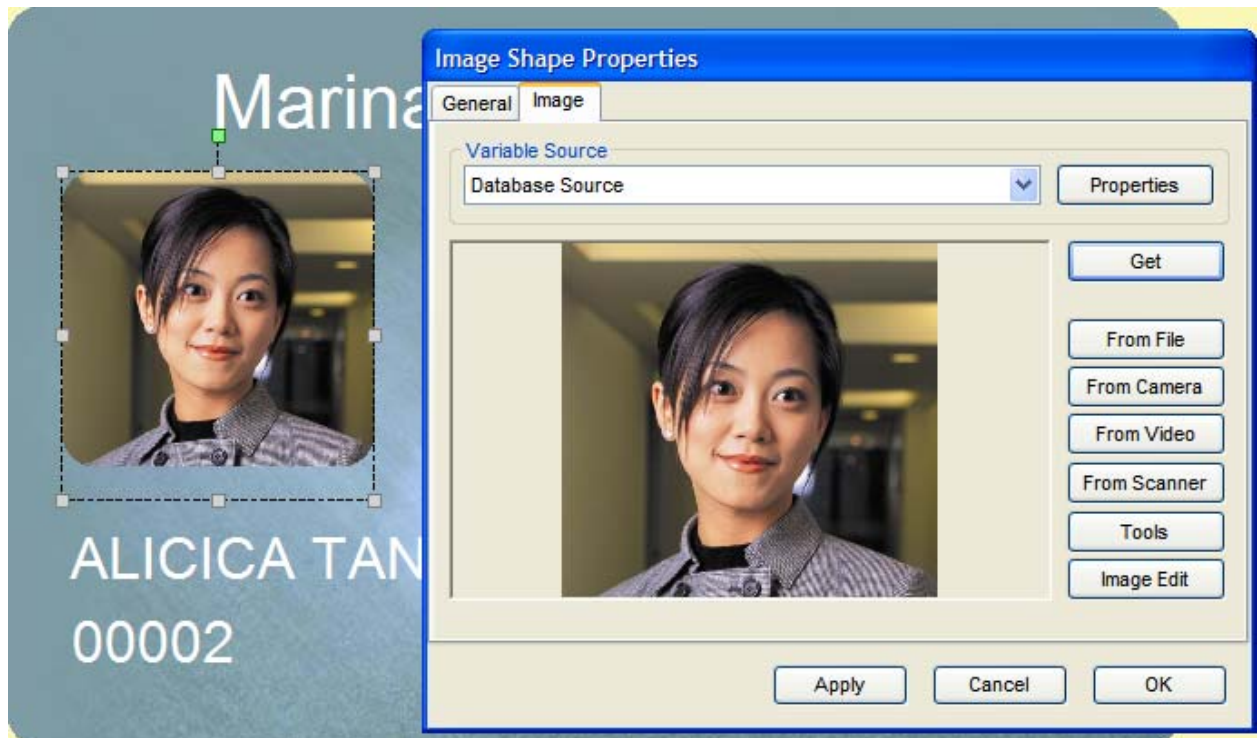 Marina
ALICICA TAN
00002
Image Shape Properties
General Image
Variable Source
Database Source
Properties
Get
From File
From Camera
From Video
From Scanner
Tools
Image Edit
Apply Cancel OK